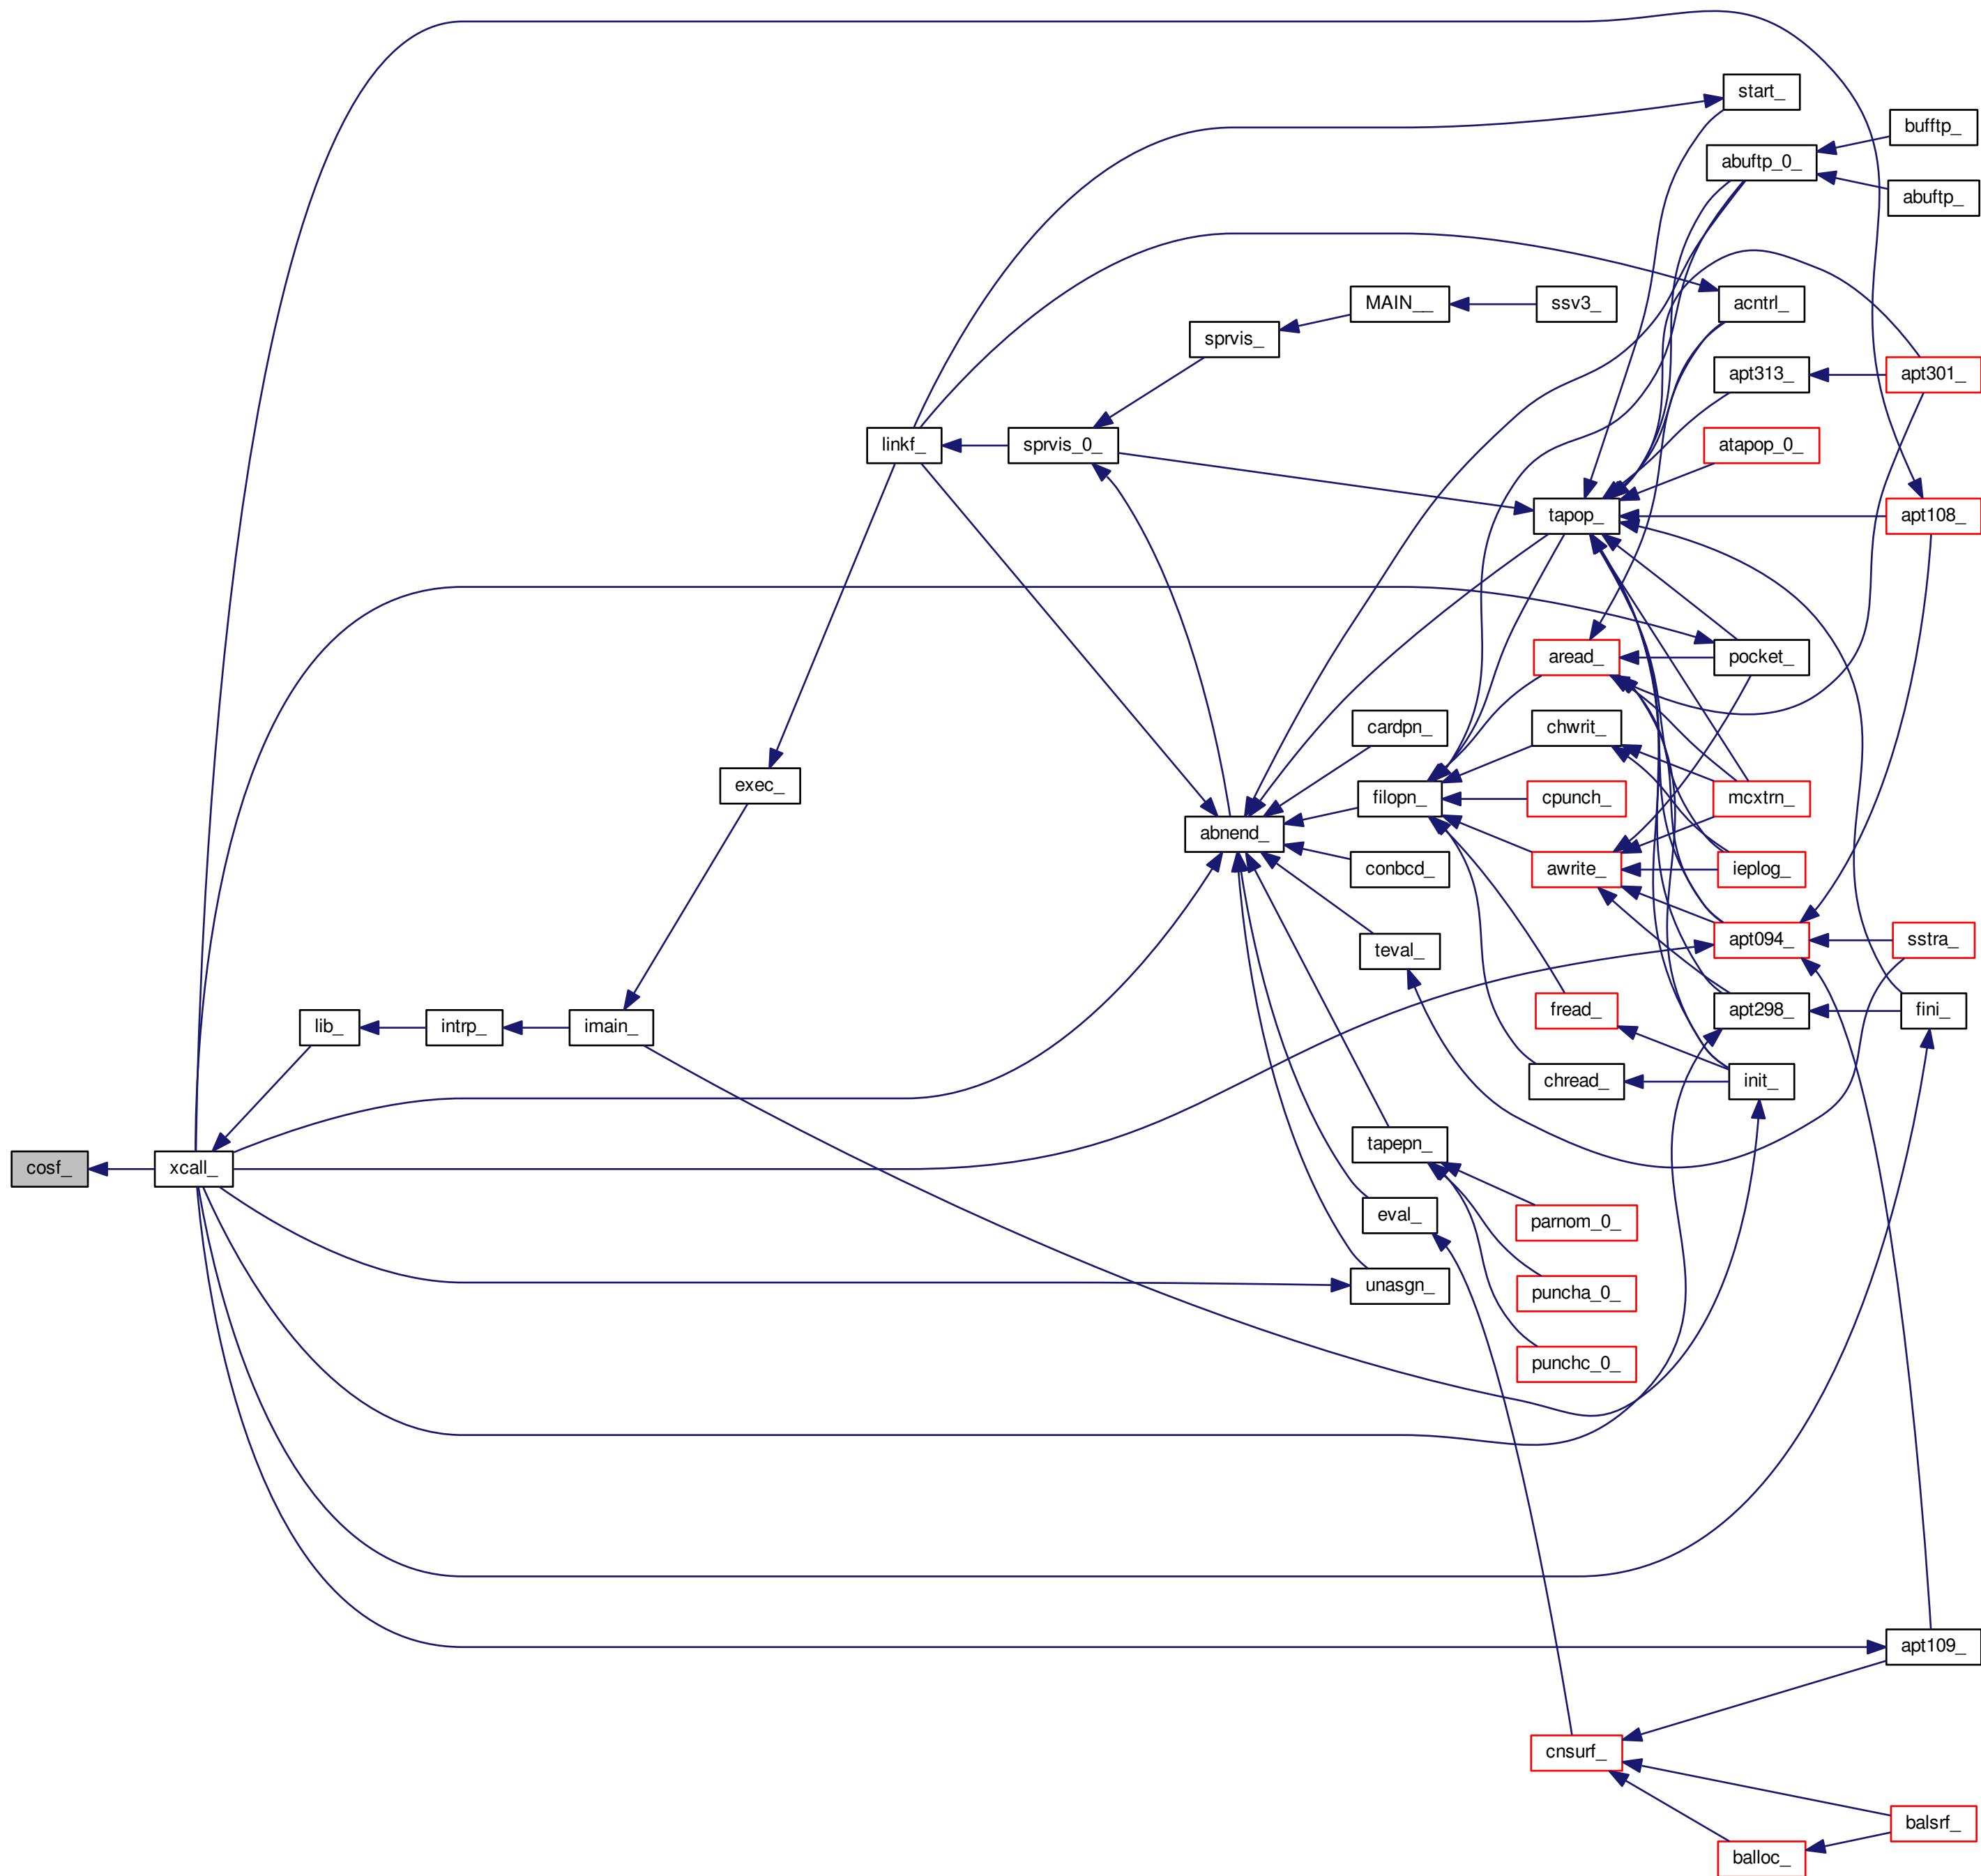 start_
bufftp_
abuftp_0_
abuftp_
MAIN__
ssv3_
acntrl_
sprvis_
apt313_
apt301_
linkf_
sprvis_0_
atapop_0_
tapop_
apt108_
aread_
pocket_
cardpn_
chwrit_
exec_
filopn_
cpunch_
mcxtrn_
abnend_
conbcd_
awrite_
ieplog_
teval_
apt094_
sstra_
lib_
intrp_
imain_
fread_
apt298_
fini_
chread_
init_
cosf_
xcall_
tapepn_
eval_
parnom_0_
unasgn_
puncha_0_
punchc_0_
apt109_
cnsurf_
balsrf_
balloc_